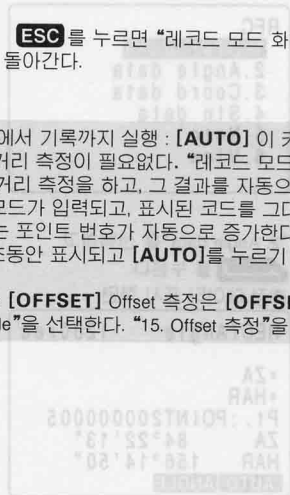 ESC 를 누르면 "레코드 모드 화
돌아간다.
에서 기록까지 실행 : [AUTO] 이
거리 측정이 필요없다. "레코드 모드
거리 측정을 하고, 그 결과를 자동으
모드가 입력되고, 표시된 코드를 그다
는 포인트 번호가 자동으로 증가한다
동안 표시되고 [AUTO]를 누르기
[OFFSET] Offset 측정은 [OFFS
"을 선택한다. "15. Offset 측정"을
REC
2.Angle data
3.Coord data
4.Stn data
ZA
HAR
Pt.:POINT20000005
ZA 84°22'13"
HAR 156°14'50"